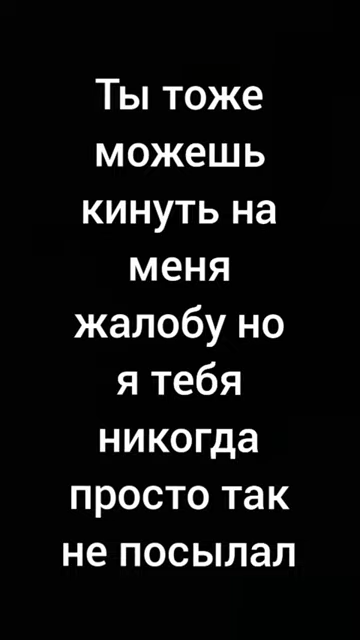 Ты тоже
можешь
кинуть на
меня
жалобу но
я тебя
никогда
просто так
не посылал